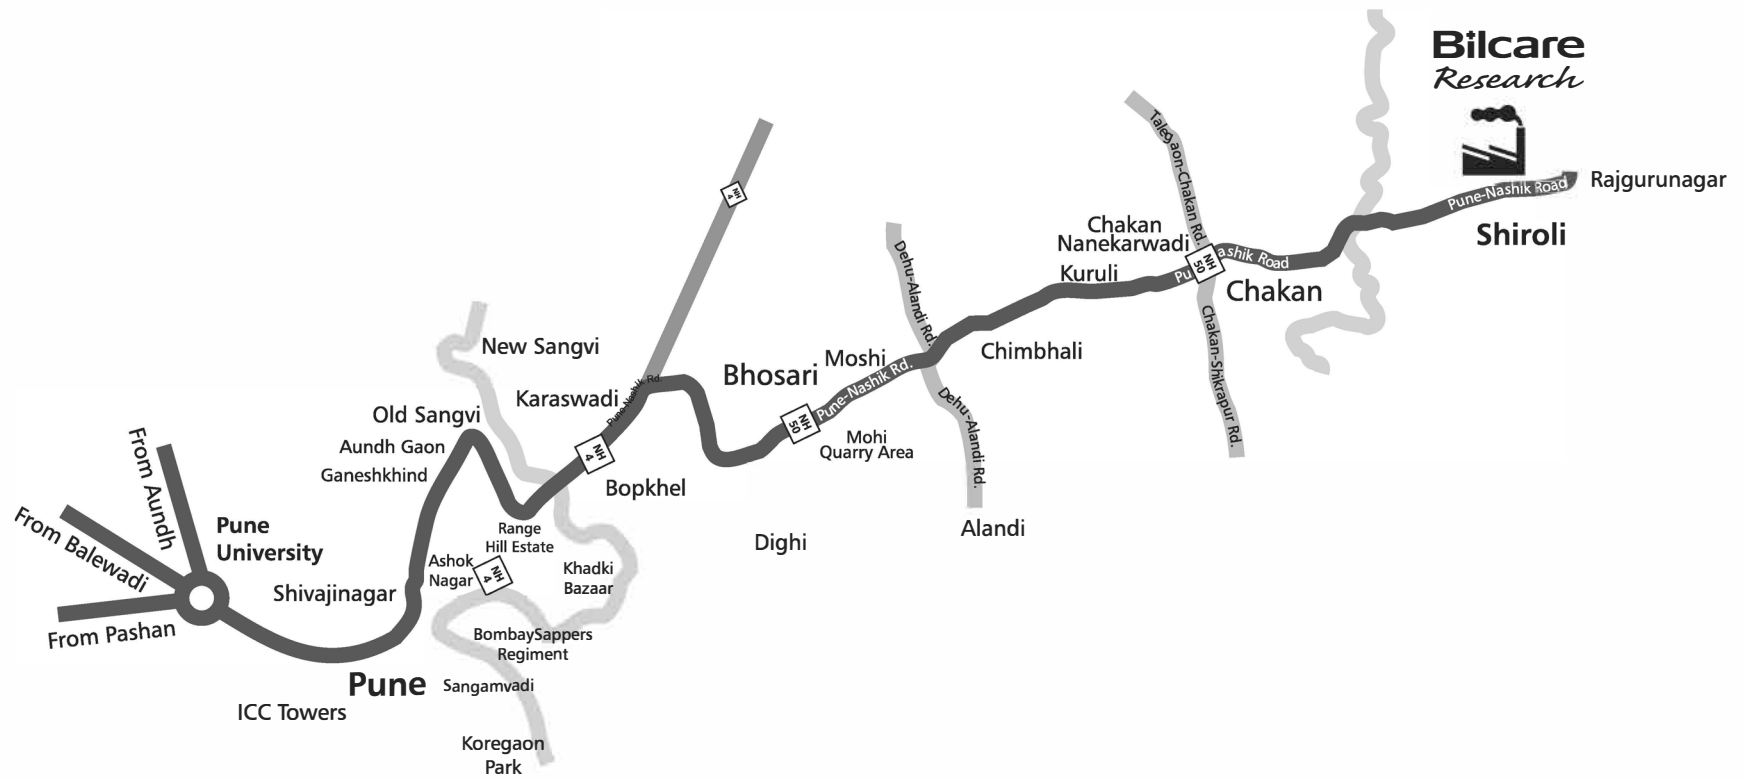 Bilcare
Research
Rajgurunagar
Pune-Nashik Road
Shiroli
Talegaon-Chakan Rd.
Chakan
Nanekarwadi
Kuruli
Pu
NH
50
ashik Road
Chakan
Chakan-Shikrapur Rd.
NH
4
Dehu-Alandi Rd.
Chimbhali
Moshi
Bhosari
Pune-Nashik Rd.
NH
50
Mohi
Quarry Area
Dehu-Alandi Rd.
Alandi
Dighi
New Sangvi
Karaswadi
Pune-Nashik Rd.
NH
4
Bopkhel
Old Sangvi
Aundh Gaon
Ganeshkhind
Range
Hill Estate
Ashok
Nagar
NH
4
Khadki
Bazaar
From Aundh
From Balewadi
From Pashan
Pune
University
Shivajinagar
BombaySappers
Regiment
Pune
Sangamvadi
ICC Towers
Koregaon
Park